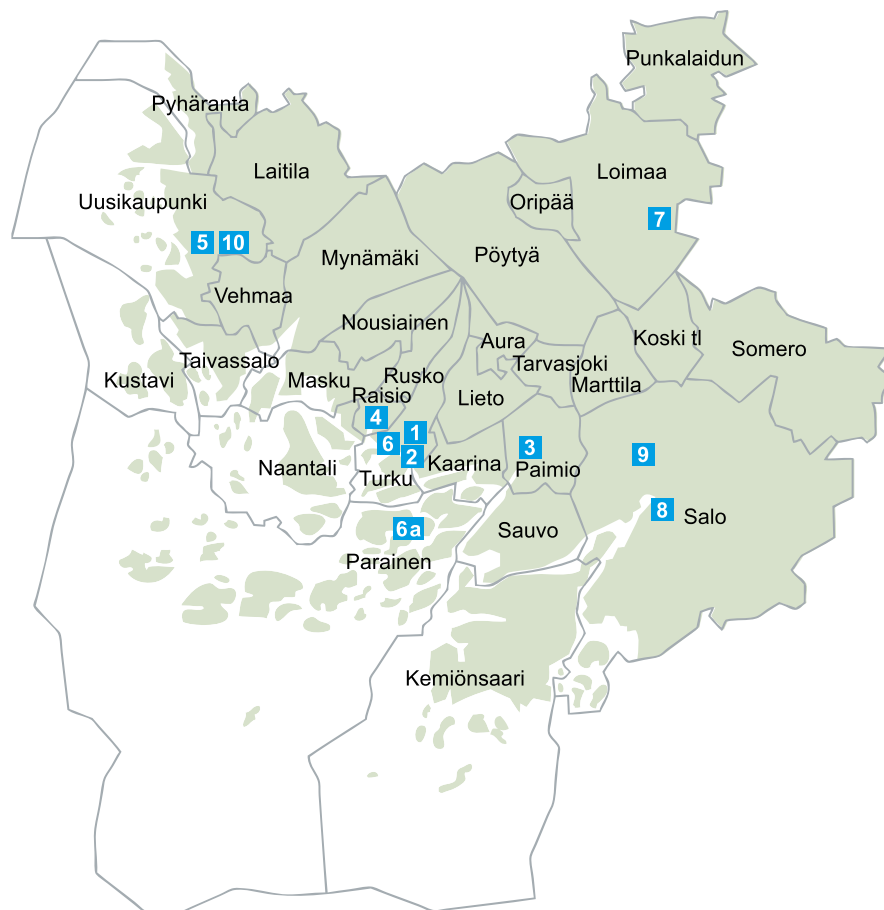 Punkalaidun
Pyhäranta
Laitila
Loimaa
Uusikaupunki
Oripää
7
5 10
Mynämäki
Pöytyä
Vehmaa
Nousiainen
Aura
Koski tl
Somero
Taivassalo
Tarvasjoki
Kustavi
Masku
Rusko
Marttila
Raisio
Lieto
4
1
6
2
3
9
Naantali
Kaarina
Paimio
Turku
8
Salo
6a
Sauvo
Parainen
Kemiönsaari